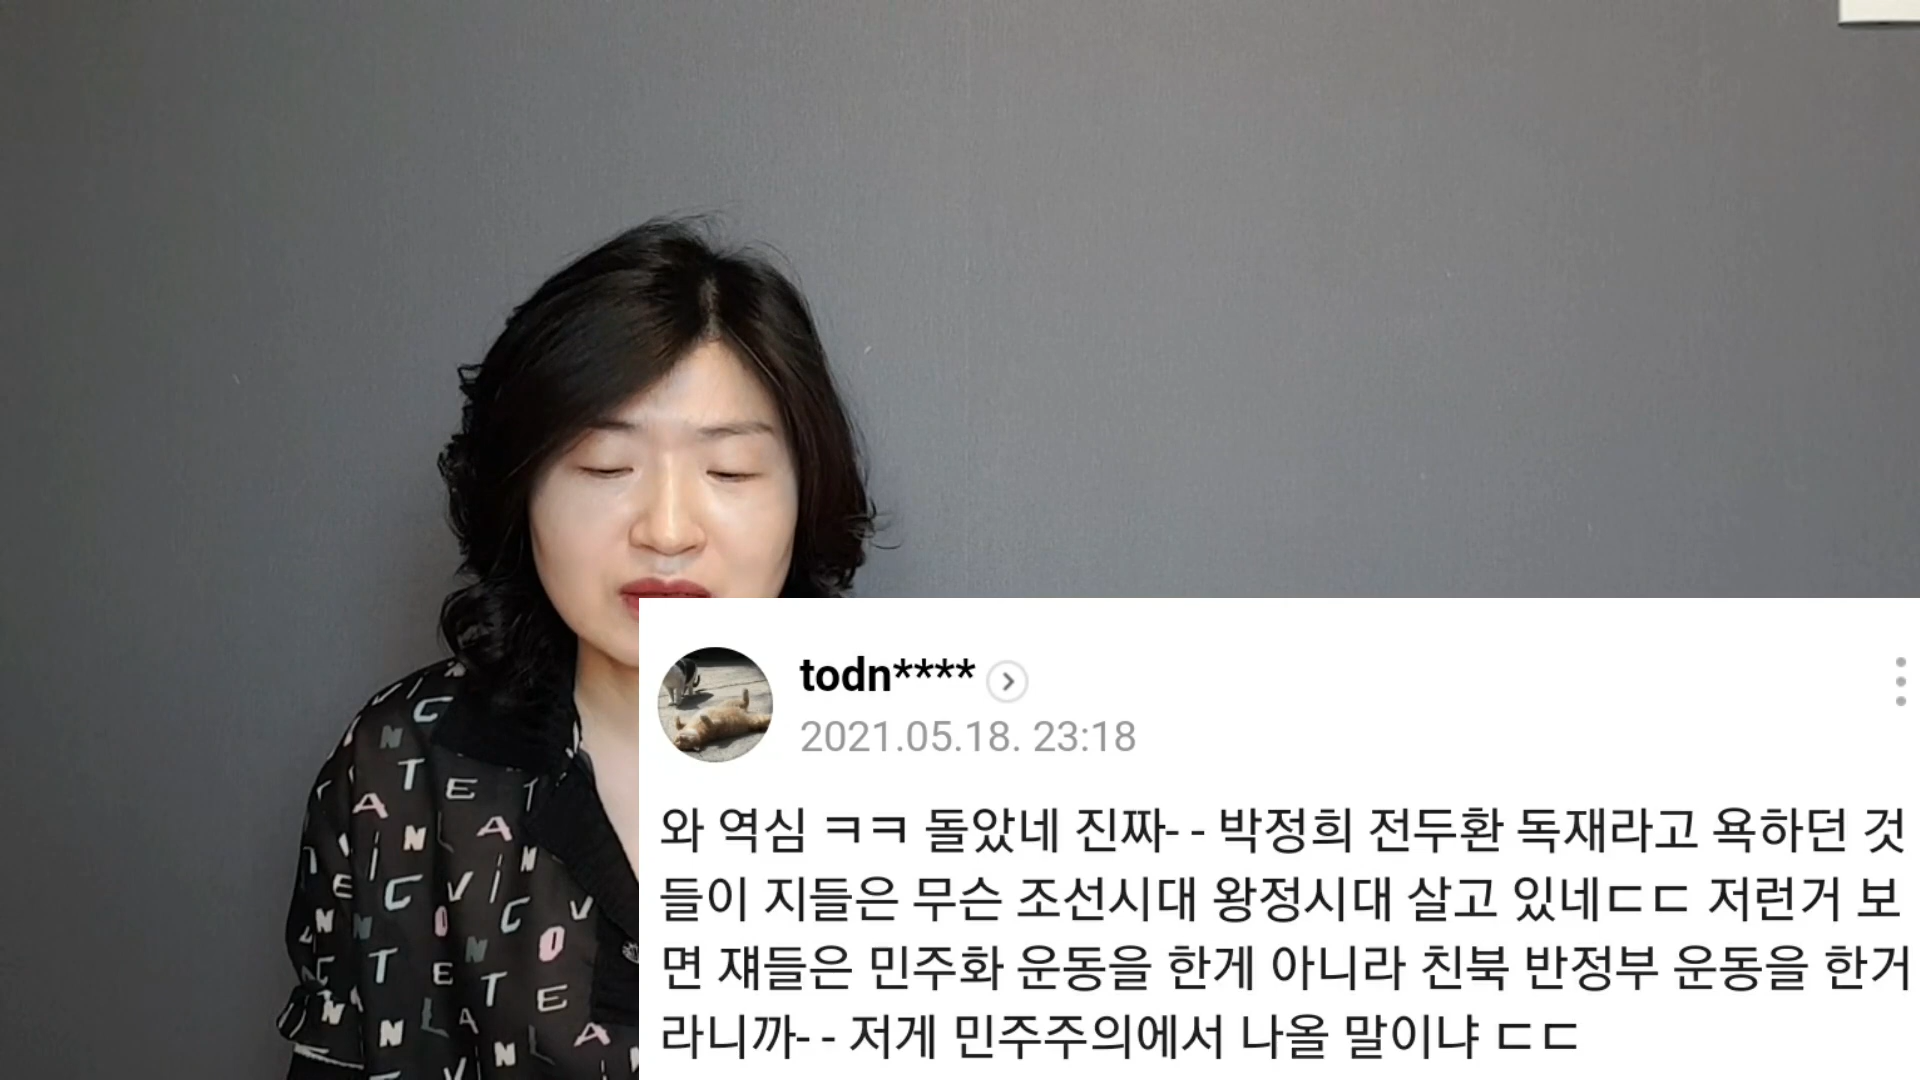 todn****
2021.05.18. 23:18
와 역심 ㅋㅋ 돌았네 진짜- - 박정희 전두환 독재라고 욕하던 것
들이 지들은 무슨 조선시대 왕정시대 살고 있네ㄷㄷ 저런거 보
면 쟤들은 민주화 운동을 한게 아니라 친북 반정부 운동을 한거
라니까- - 저게 민주주의에서 나올 말이냐 ㄷㄷ